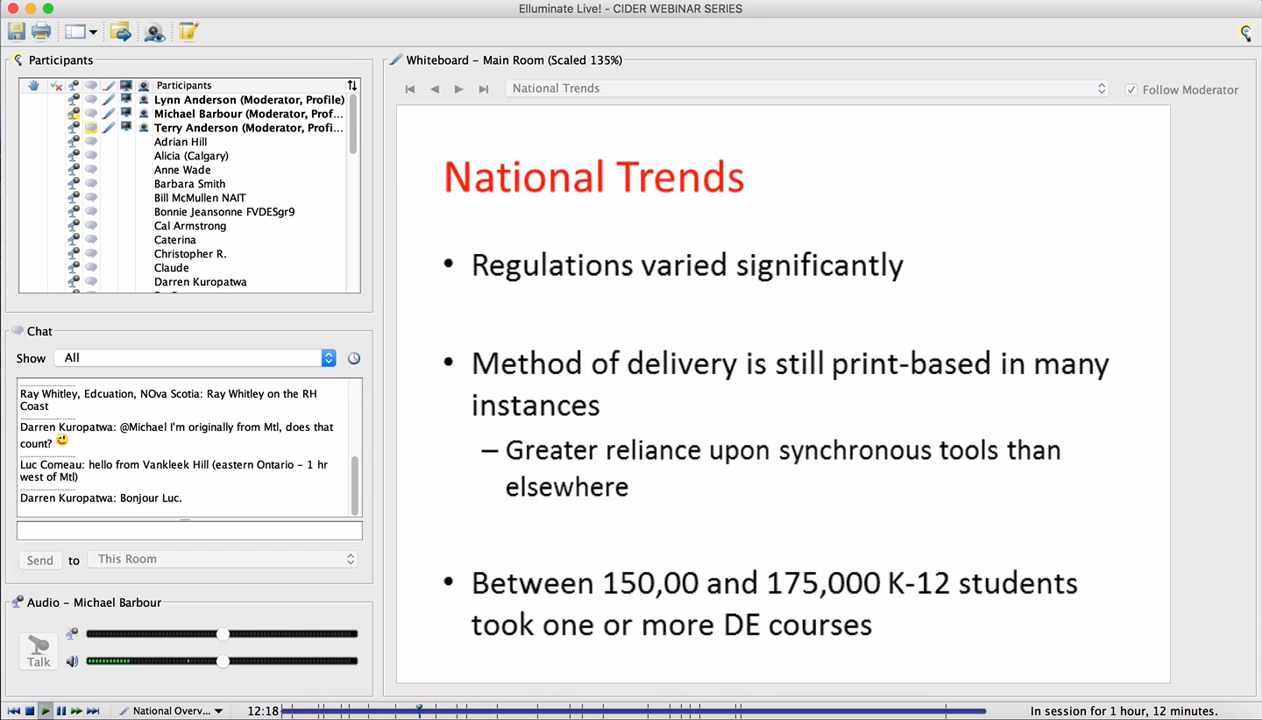 Elluminate Live! - CIDER WEBINAR SERIES
Participants
Participants
Lynn Anderson (Moderator, Profile)
Michael Barbour (Moderator, Prof...
Terry Anderson (Moderator, Profi...
Adrian Hill
Alicia (Calgary)
Anne Wade
Barbara Smith
Bill McMullen NAIT
Bonnie Jeansonne FVDESgr9
Cal Armstrong
Caterina
Christopher R.
Claude
Darren Kuropatwa
Chat
Show All
Ray Whitley, Edcuation, NOva Scotia: Ray Whitley on the RH
Coast
Darren Kuropatwa: @Michael I'm originally from Mtl, does that
count?
Luc Comeau: hello from Vankleek Hill (eastern Ontario - 1 hr
west of Mtl)
Darren Kuropatwa: Bonjour Luc.
Send to This Room
Audio - Michael Barbour
Talk
Whiteboard - Main Room (Scaled 135%)
National Trends
Follow Moderator
National Trends
• Regulations varied significantly
• Method of delivery is still print-based in many
instances
– Greater reliance upon synchronous tools than
elsewhere
• Between 150,00 and 175,000 K-12 students
took one or more DE courses
National Overv...
12:18
In session for 1 hour, 12 minutes.